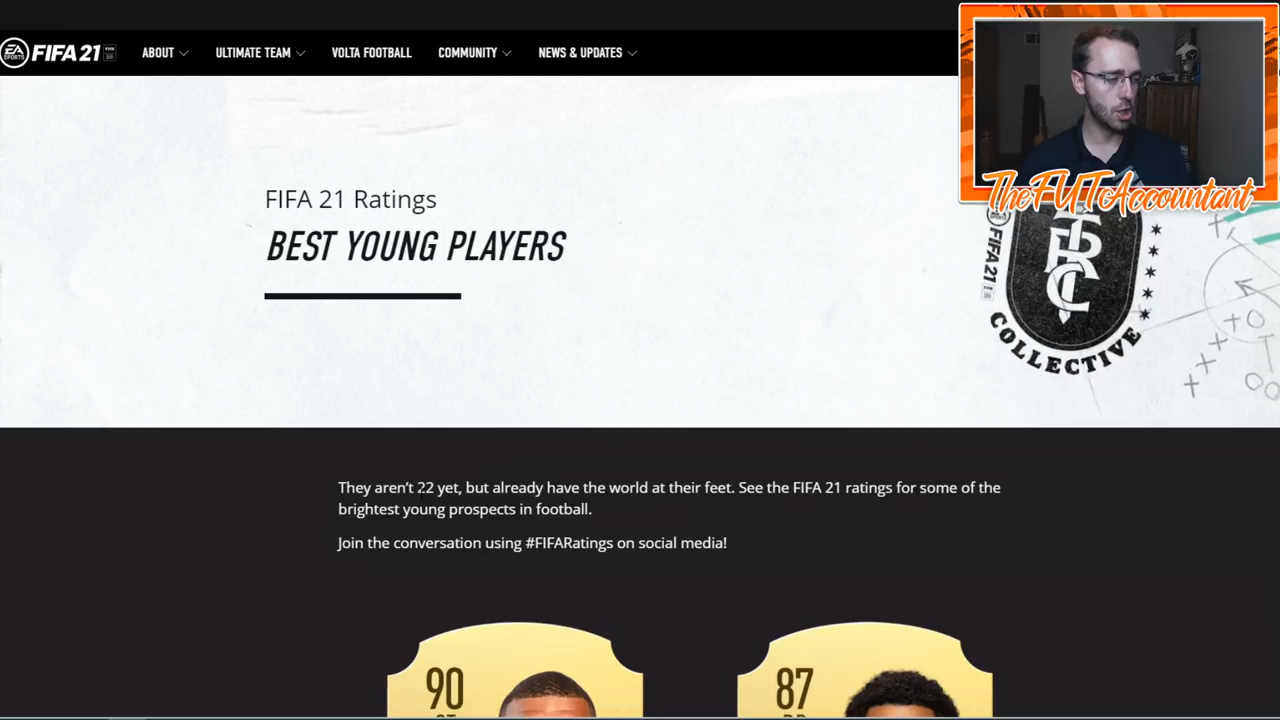 EA SPORTS FIFA 21 ABOUT ULTIMATE TEAM VOLTA FOOTBALL COMMUNITY NEWS & UPDATES
TheFUTAccountant
FIFA 21 Ratings
BEST YOUNG PLAYERS
FIFA 21
COLLECTIVE
They aren't 22 yet, but already have the world at their feet. See the FIFA 21 ratings for some of the
brightest young prospects in football.
Join the conversation using #FIFARatings on social media!
90
87